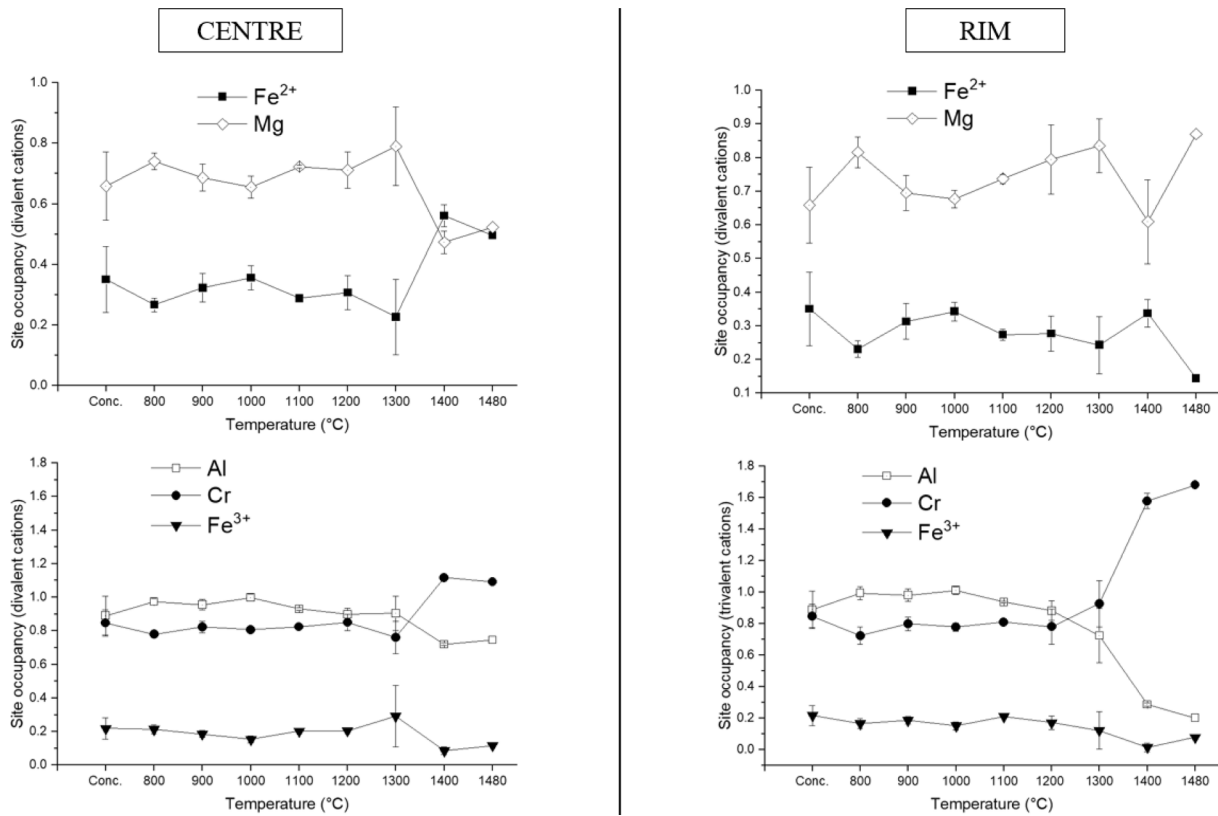 CENTRE
Fe²⁺
Mg
Site occupancy (divalent cations)
1.0
0.8
0.6
0.4
0.2
0.0
Conc. 800 900 1000 1100 1200 1300 1400 1480
Temperature (°C)
Al
Cr
Fe³⁺
Site occupancy (divalent cations)
1.8
1.6
1.4
1.2
1.0
0.8
0.6
0.4
0.2
0.0
Conc. 800 900 1000 1100 1200 1300 1400 1480
Temperature (°C)
RIM
Fe²⁺
Mg
Site occupancy (divalent cations)
1.0
0.9
0.8
0.7
0.6
0.5
0.4
0.3
0.2
0.1
Conc. 800 900 1000 1100 1200 1300 1400 1480
Temperature (°C)
Al
Cr
Fe³⁺
Site occupancy (trivalent cations)
1.8
1.6
1.4
1.2
1.0
0.8
0.6
0.4
0.2
0.0
Conc. 800 900 1000 1100 1200 1300 1400 1480
Temperature (°C)